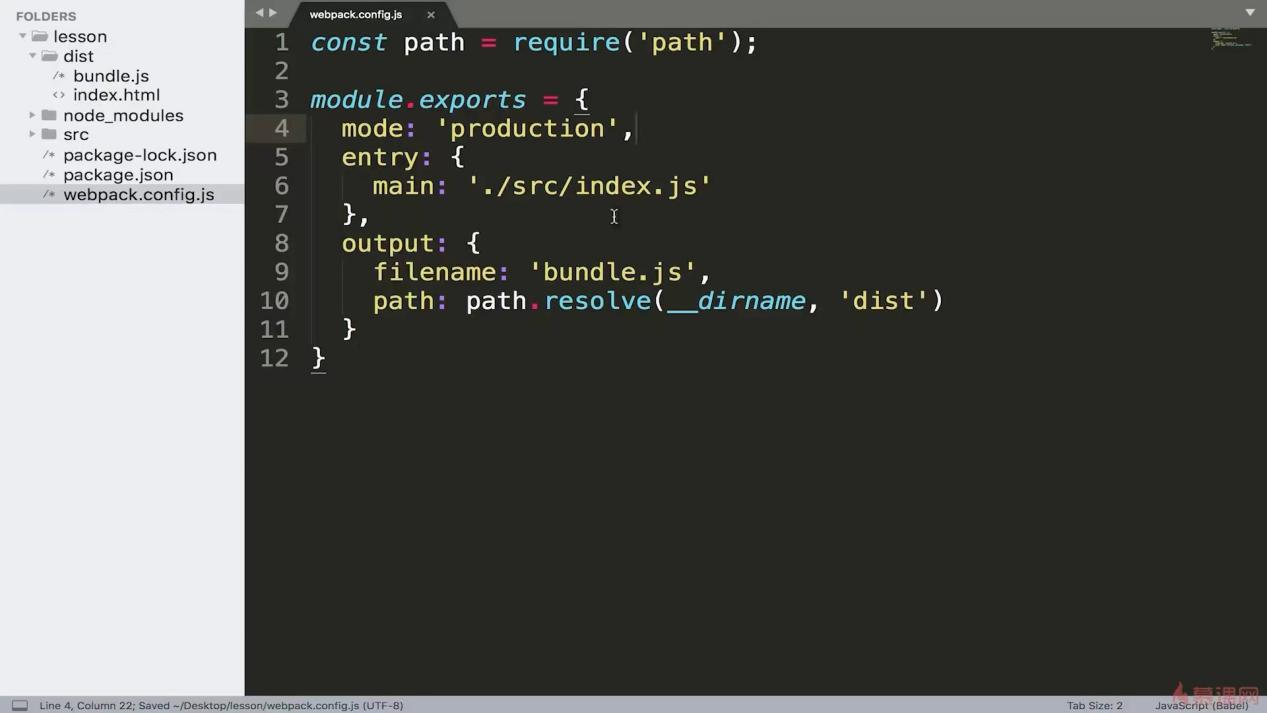 FOLDERS
lesson
dist
/* bundle.js
<> index.html
node_modules
src
/* package-lock.json
/* package.json
/* webpack.config.js
webpack.config.js ×
1 const path = require('path');
2
3 module.exports = {
4 mode: 'production',
5 entry: {
6 main: './src/index.js'
7 },
8 output: {
9 filename: 'bundle.js',
10 path: path.resolve(__dirname, 'dist')
11 }
12 }
Line 4, Column 22; Saved ~/Desktop/lesson/webpack.config.js (UTF-8)
Tab Size: 2
JavaScript (Babel)
慕课网